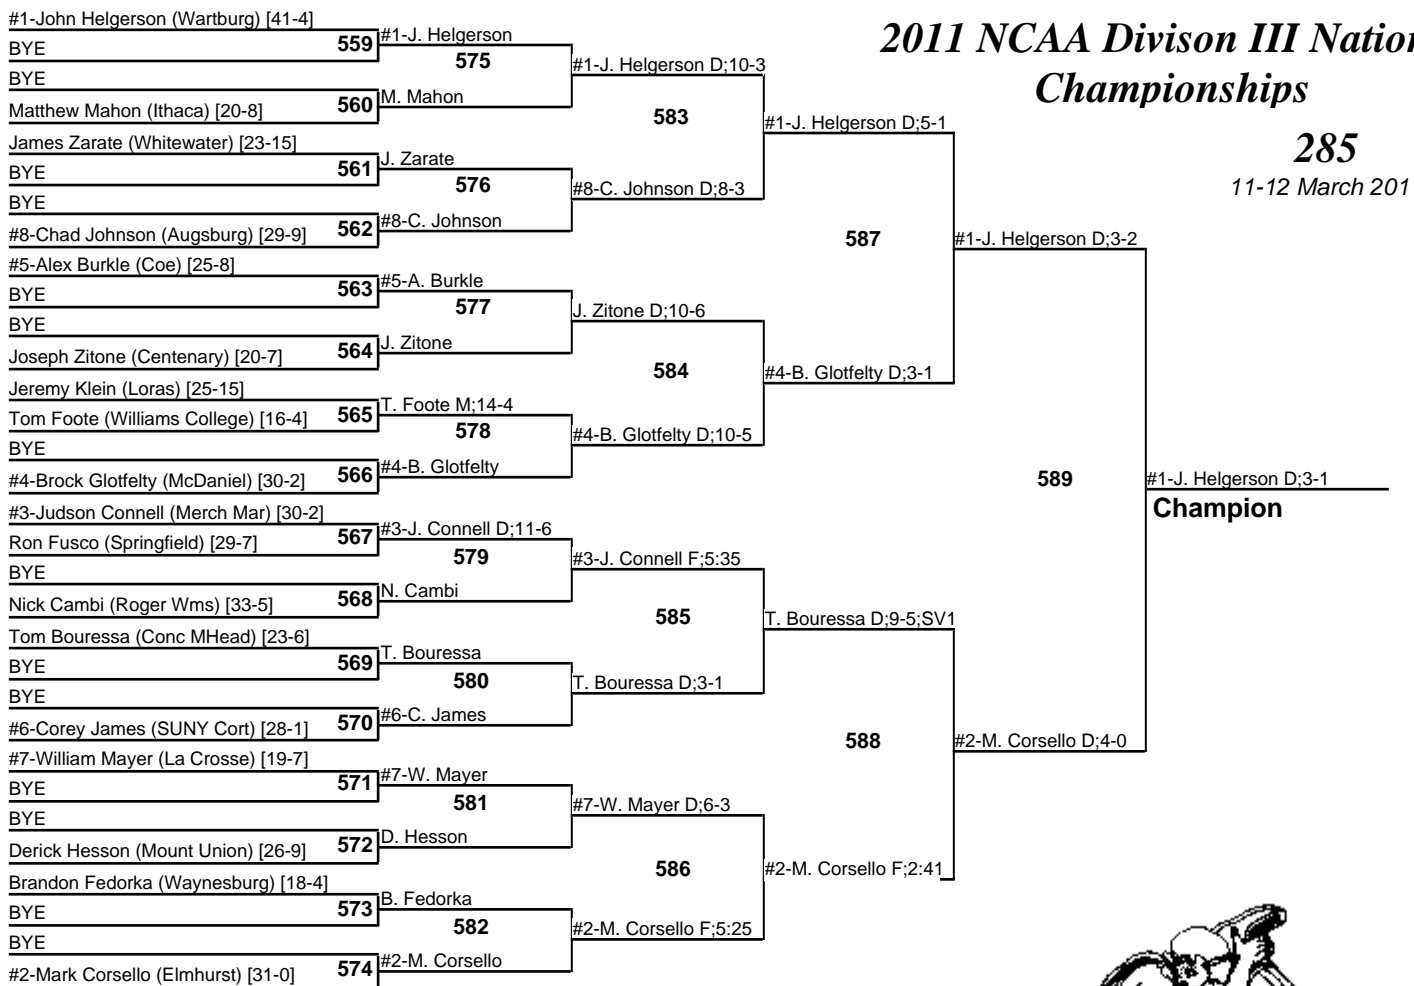 2011 NCAA Divison III Nation
Championships
285
11-12 March 201
#1-John Helgerson (Wartburg) [41-4]
BYE
559
BYE
Matthew Mahon (Ithaca) [20-8]
560
James Zarate (Whitewater) [23-15]
BYE
561
BYE
#8-Chad Johnson (Augsburg) [29-9]
562
#5-Alex Burkle (Coe) [25-8]
BYE
563
BYE
Joseph Zitone (Centenary) [20-7]
564
Jeremy Klein (Loras) [25-15]
Tom Foote (Williams College) [16-4]
565
BYE
#4-Brock Glotfelty (McDaniel) [30-2]
566
#3-Judson Connell (Merch Mar) [30-2]
Ron Fusco (Springfield) [29-7]
567
BYE
Nick Cambi (Roger Wms) [33-5]
568
Tom Bouressa (Conc MHead) [23-6]
BYE
569
BYE
#6-Corey James (SUNY Cort) [28-1]
570
#7-William Mayer (La Crosse) [19-7]
BYE
571
BYE
Derick Hesson (Mount Union) [26-9]
572
Brandon Fedorka (Waynesburg) [18-4]
BYE
573
BYE
#2-Mark Corsello (Elmhurst) [31-0]
574
#1-J. Helgerson
575
M. Mahon
J. Zarate
576
#8-C. Johnson
#5-A. Burkle
577
J. Zitone
T. Foote M;14-4
578
#4-B. Glotfelty
#3-J. Connell D;11-6
579
N. Cambi
T. Bouressa
580
#6-C. James
#7-W. Mayer
581
D. Hesson
B. Fedorka
582
#2-M. Corsello
#1-J. Helgerson D;10-3
583
#8-C. Johnson D;8-3
J. Zitone D;10-6
584
#4-B. Glotfelty D;10-5
#3-J. Connell F;5:35
585
T. Bouressa D;3-1
#7-W. Mayer D;6-3
586
#2-M. Corsello F;5:25
#1-J. Helgerson D;5-1
587
#4-B. Glotfelty D;3-1
T. Bouressa D;9-5;SV1
588
#2-M. Corsello F;2:41
#1-J. Helgerson D;3-2
589
#2-M. Corsello D;4-0
#1-J. Helgerson D;3-1
Champion